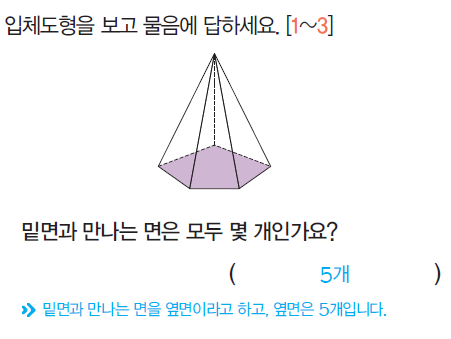 입체도형을 보고 물음에 답하세요. [1~3]
밑면과 만나는 면은 모두 몇 개인가요?
( 5개 )
» 밑면과 만나는 면을 옆면이라고 하고, 옆면은 5개입니다.